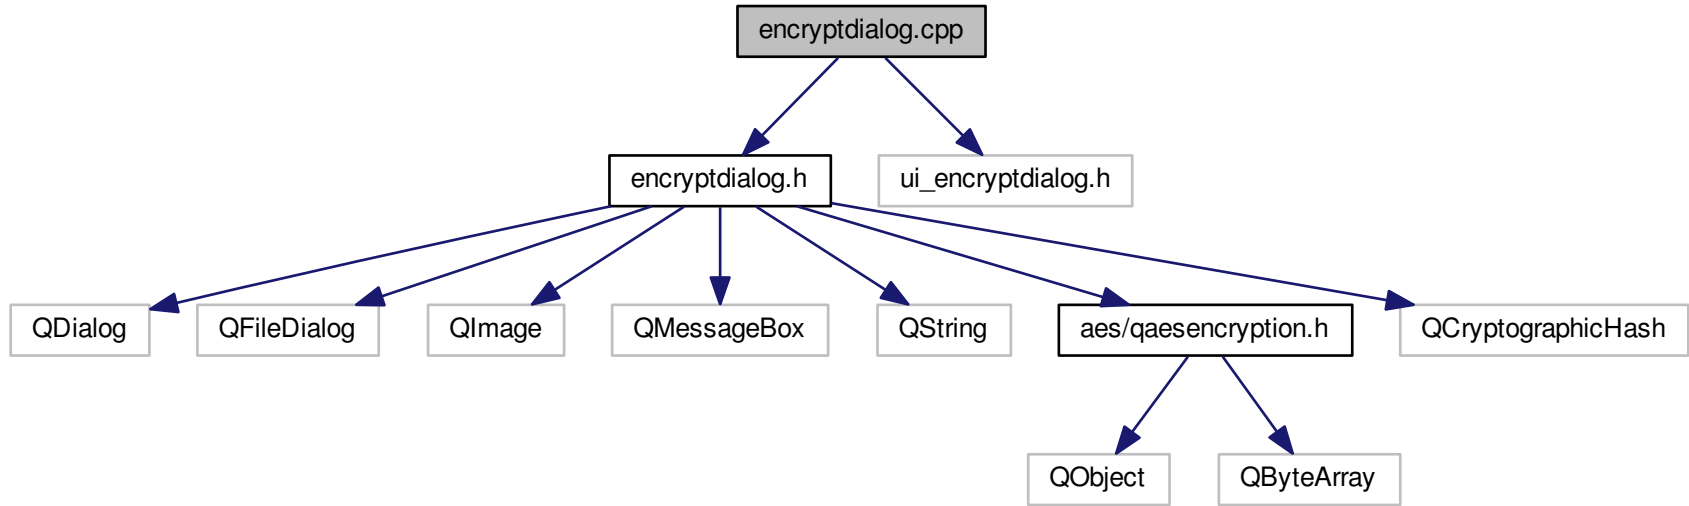 encryptdialog.cpp
encryptdialog.h
ui_encryptdialog.h
QDialog
QFileDialog
QImage
QMessageBox
QString
aes/qaesencryption.h
QCryptographicHash
QObject
QByteArray